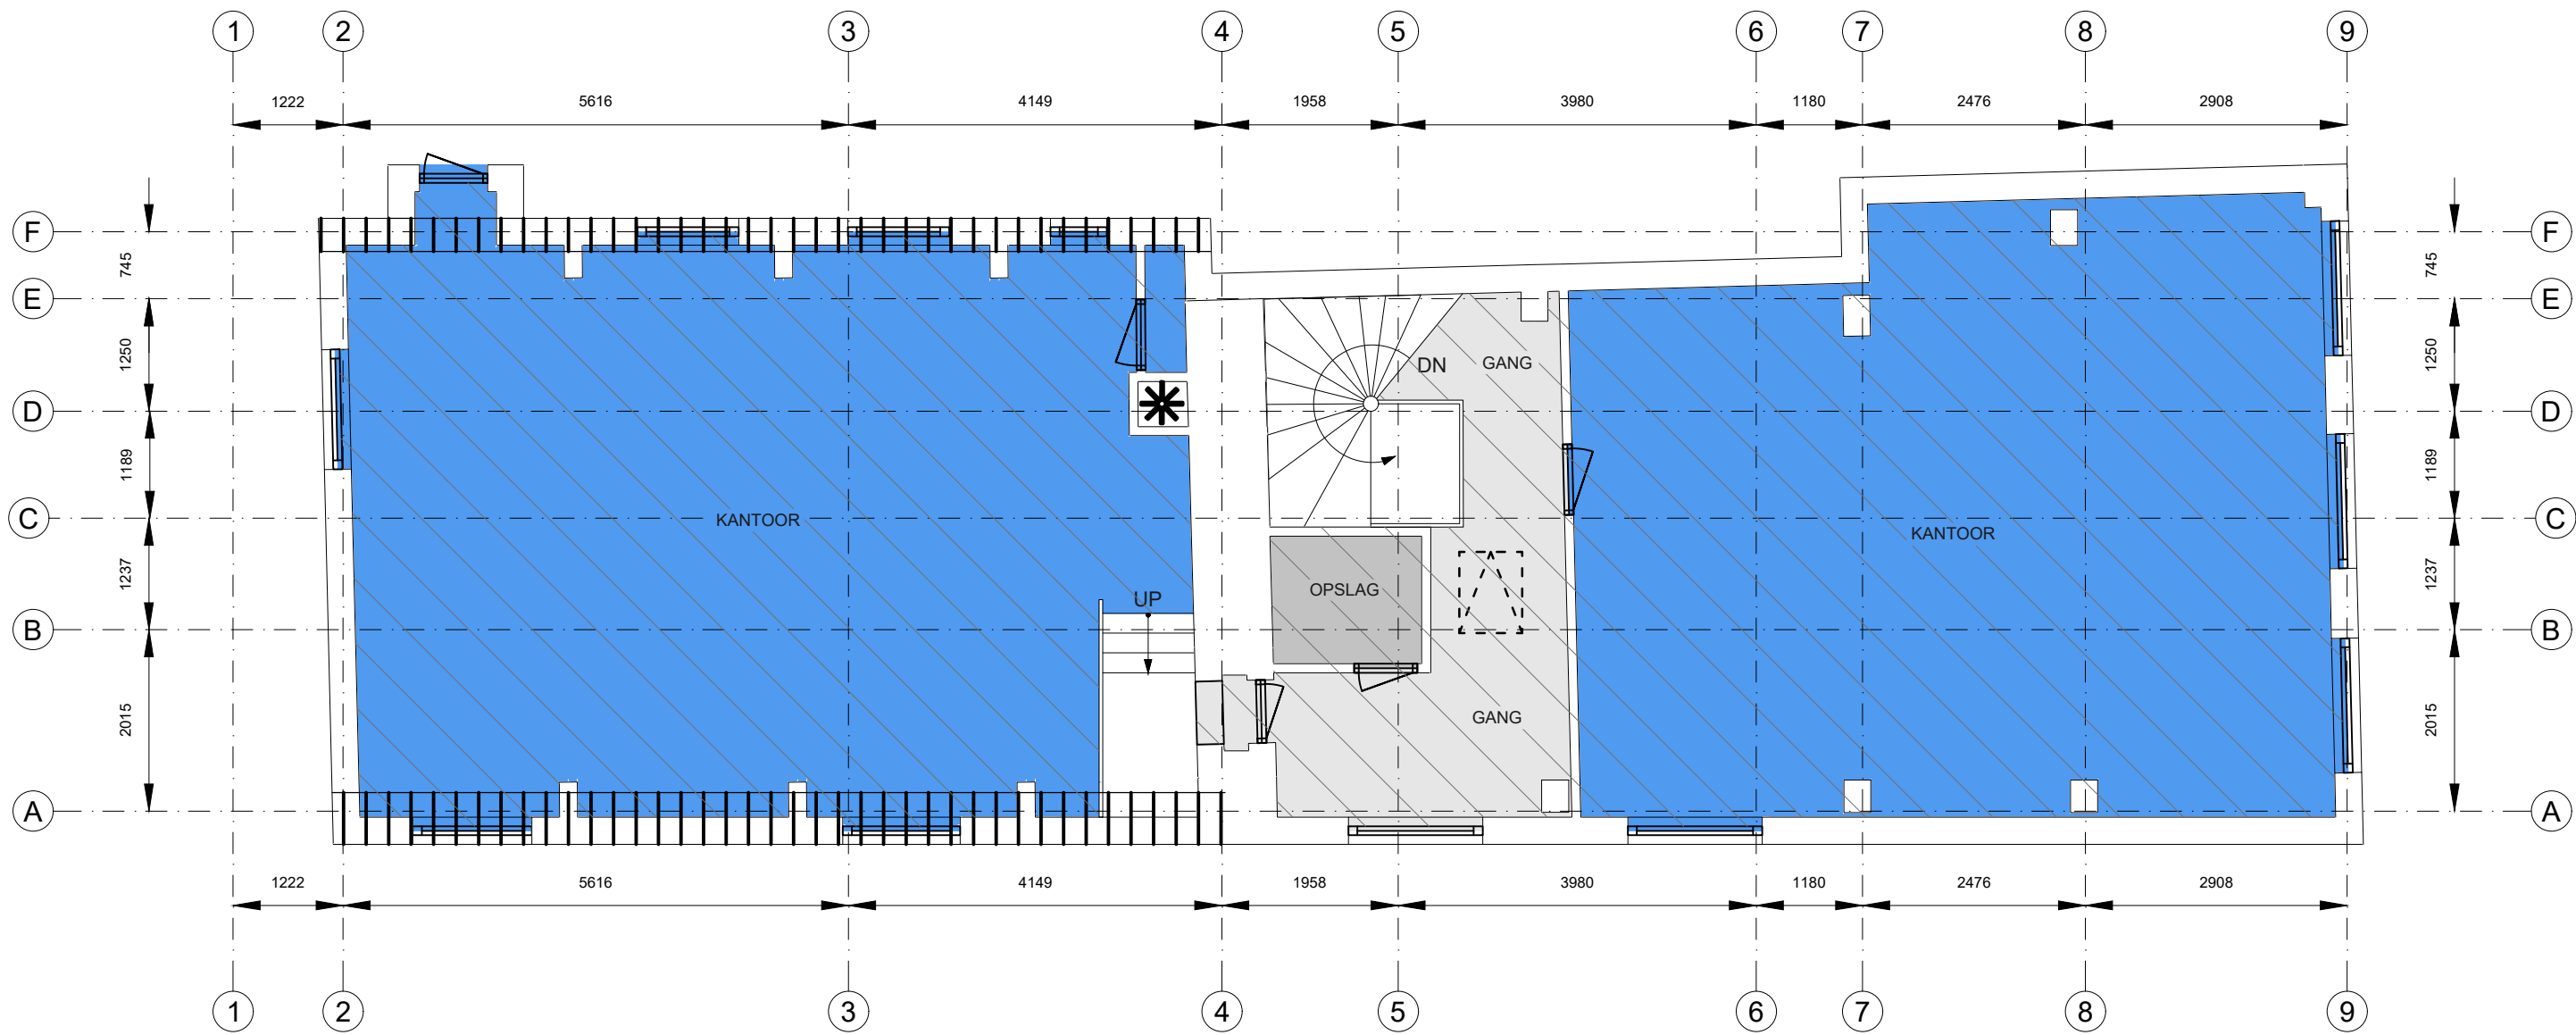 1 2 3 4 5 6 7 8 9
1222 5616 4149 1958 3980 1180 2476 2908
F F
745 745
E E
1250 DN GANG 1250
D D
1189 1189
C KANTOOR KANTOOR C
1237 UP OPSLAG 1237
B B
2015 GANG 2015
A A
1222 5616 4149 1958 3980 1180 2476 2908
1 2 3 4 5 6 7 8 9